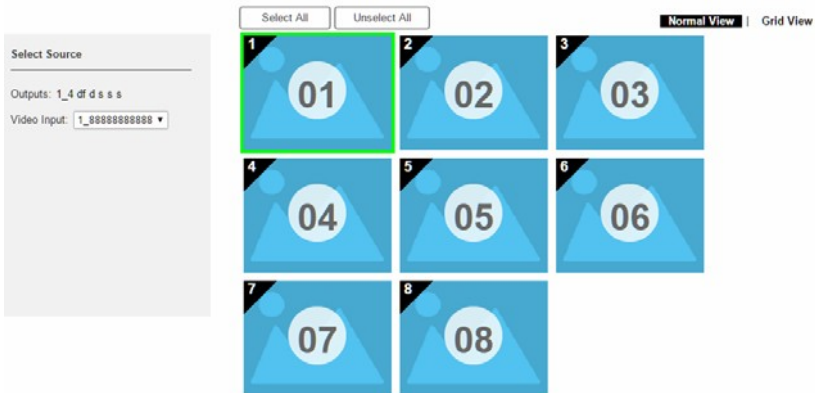 Select All Unselect All Normal View | Grid View
Select Source
Outputs: 1_4 df d s s s
Video Input: 1_88888888888
1 2 3
01 02 03
4 5 6
04 05 06
7 8
07 08